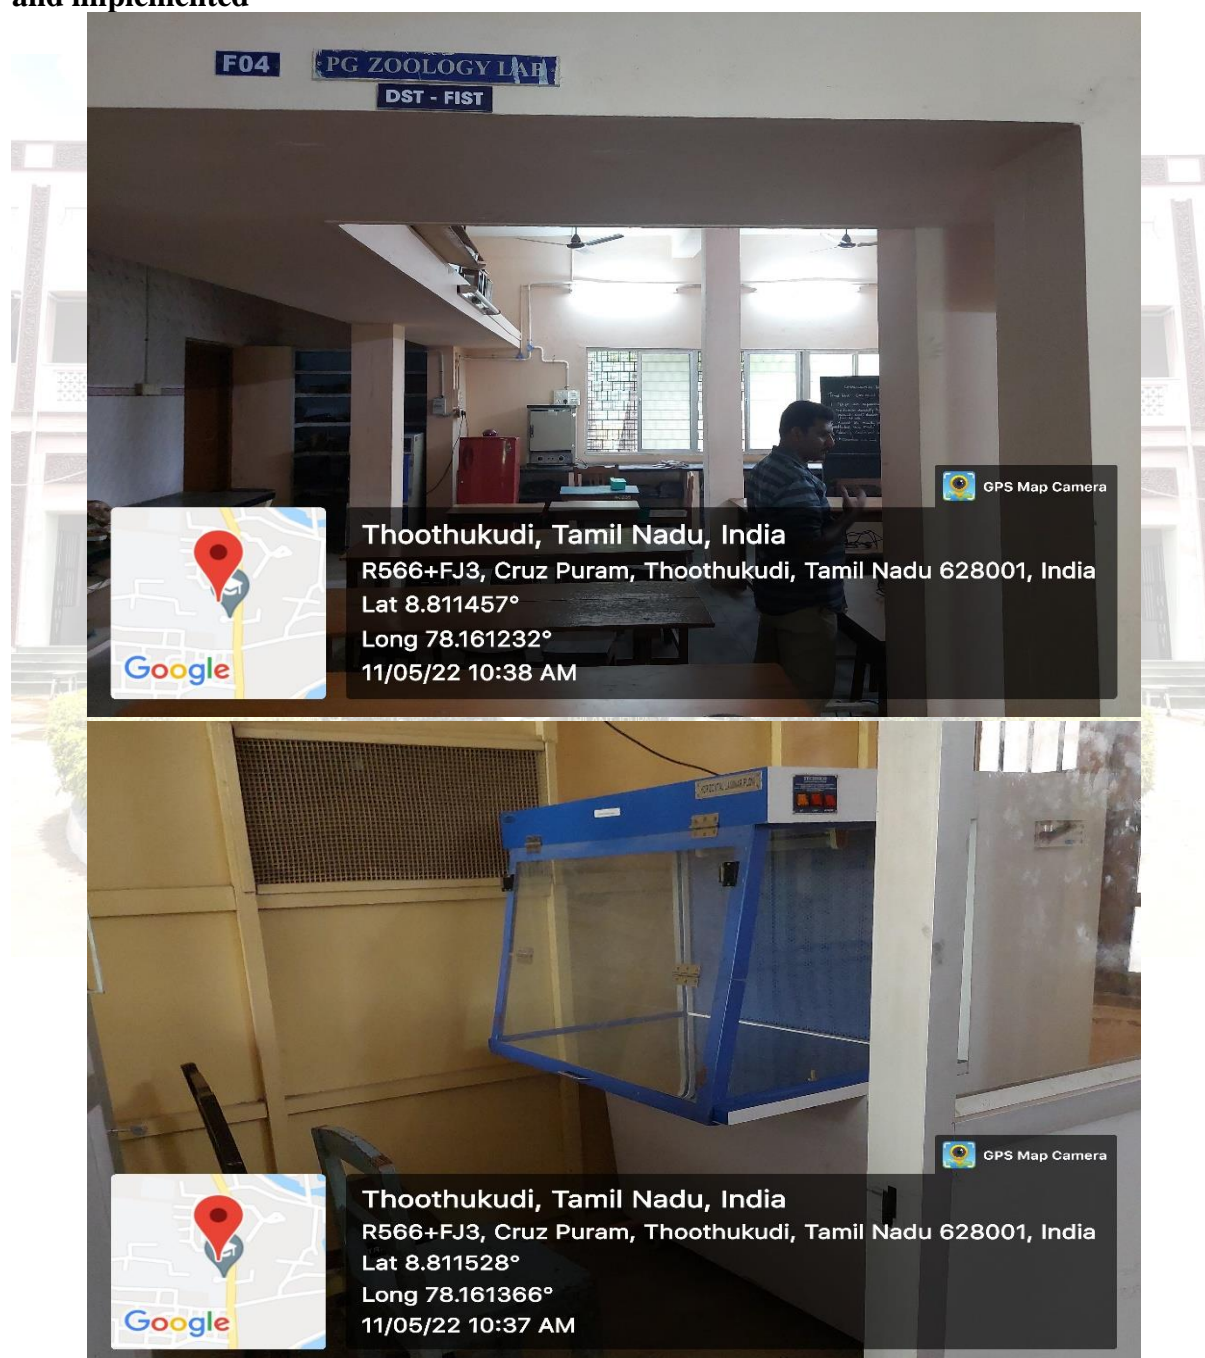 and implemented
F04
PG ZOOLOGY LAB
DST - FIST
GPS Map Camera
Thoothukudi, Tamil Nadu, India
R566+FJ3, Cruz Puram, Thoothukudi, Tamil Nadu 628001, India
Lat 8.811457°
Long 78.161232°
11/05/22 10:38 AM
Google
HORIZONTAL LAMINAR FLOW
GPS Map Camera
Thoothukudi, Tamil Nadu, India
R566+FJ3, Cruz Puram, Thoothukudi, Tamil Nadu 628001, India
Lat 8.811528°
Long 78.161366°
11/05/22 10:37 AM
Google